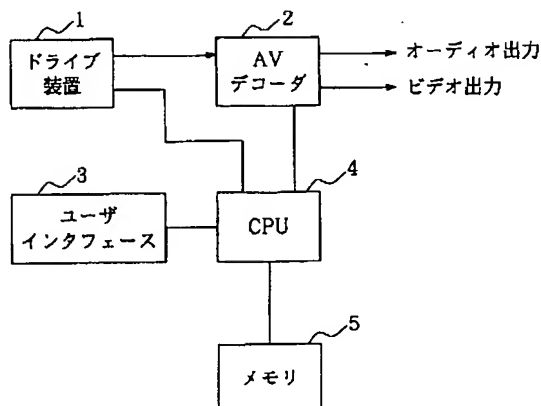 1
ドライブ
装置
2
AV
デコーダ
オーディオ出力
ビデオ出力
3
ユーザ
インタフェース
4
CPU
5
メモリ